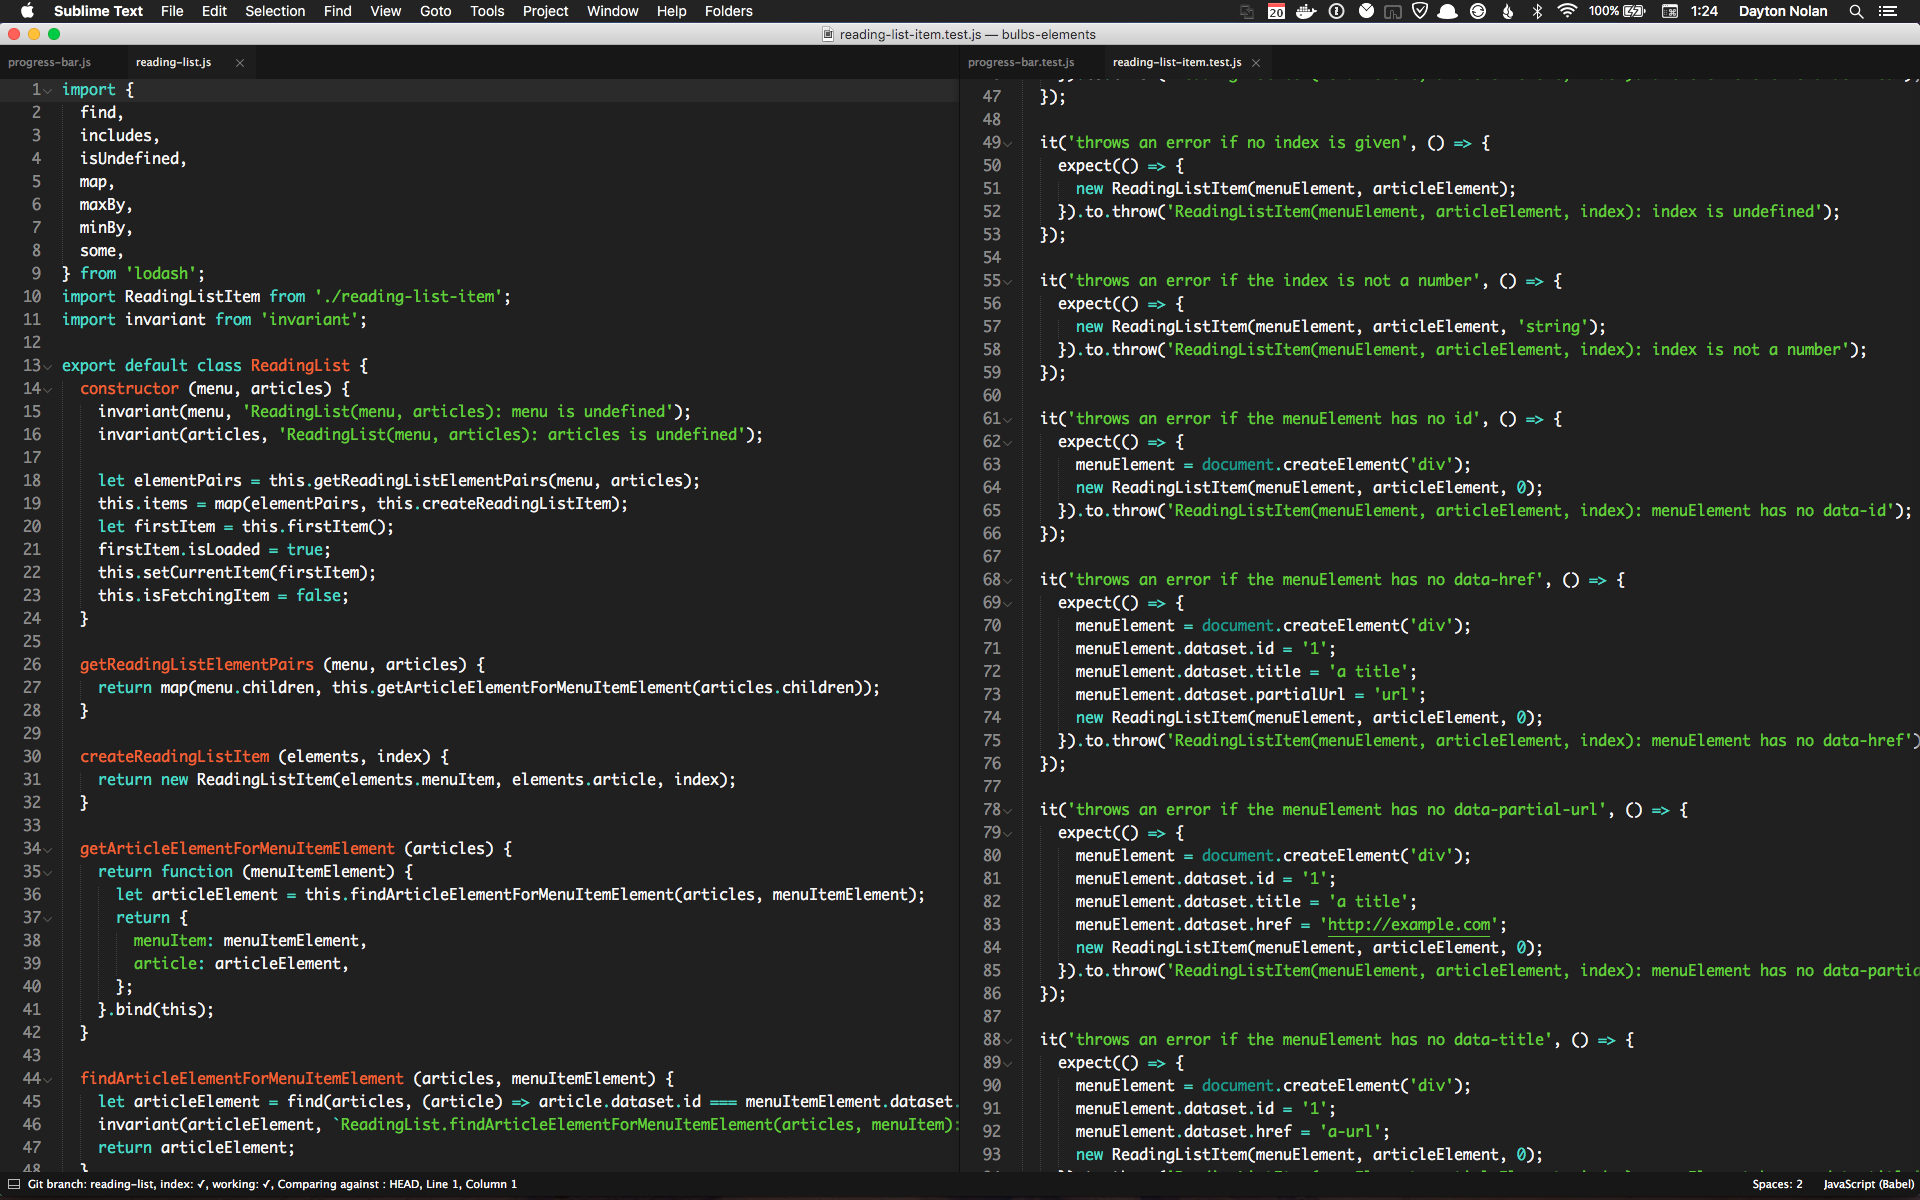 Sublime Text File Edit Selection Find View Goto Tools Project Window Help Folders 20 100% 1:24 Dayton Nolan
reading-list-item.test.js — bulbs-elements
progress-bar.js reading-list.js
1 import {
2 find,
3 includes,
4 isUndefined,
5 map,
6 maxBy,
7 minBy,
8 some,
9 } from 'lodash';
10 import ReadingListItem from './reading-list-item';
11 import invariant from 'invariant';
12
13 export default class ReadingList {
14 constructor (menu, articles) {
15 invariant(menu, 'ReadingList(menu, articles): menu is undefined');
16 invariant(articles, 'ReadingList(menu, articles): articles is undefined');
17
18 let elementPairs = this.getReadingListElementPairs(menu, articles);
19 this.items = map(elementPairs, this.createReadingListItem);
20 let firstItem = this.firstItem();
21 firstItem.isLoaded = true;
22 this.setCurrentItem(firstItem);
23 this.isFetchingItem = false;
24 }
25
26 getReadingListElementPairs (menu, articles) {
27 return map(menu.children, this.getArticleElementForMenuItemElement(articles.children));
28 }
29
30 createReadingListItem (elements, index) {
31 return new ReadingListItem(elements.menuItem, elements.article, index);
32 }
33
34 getArticleElementForMenuItemElement (articles) {
35 return function (menuItemElement) {
36 let articleElement = this.findArticleElementForMenuItemElement(articles, menuItemElement);
37 return {
38 menuItem: menuItemElement,
39 article: articleElement,
40 };
41 }.bind(this);
42 }
43
44 findArticleElementForMenuItemElement (articles, menuItemElement) {
45 let articleElement = find(articles, (article) => article.dataset.id === menuItemElement.dataset.
46 invariant(articleElement, `ReadingList.findArticleElementForMenuItemElement(articles, menuItem):
47 return articleElement;
48 }
progress-bar.test.js reading-list-item.test.js
47 });
48
49 it('throws an error if no index is given', () => {
50 expect(() => {
51 new ReadingListItem(menuElement, articleElement);
52 }).to.throw('ReadingListItem(menuElement, articleElement, index): index is undefined');
53 });
54
55 it('throws an error if the index is not a number', () => {
56 expect(() => {
57 new ReadingListItem(menuElement, articleElement, 'string');
58 }).to.throw('ReadingListItem(menuElement, articleElement, index): index is not a number');
59 });
60
61 it('throws an error if the menuElement has no id', () => {
62 expect(() => {
63 menuElement = document.createElement('div');
64 new ReadingListItem(menuElement, articleElement, 0);
65 }).to.throw('ReadingListItem(menuElement, articleElement, index): menuElement has no data-id');
66 });
67
68 it('throws an error if the menuElement has no data-href', () => {
69 expect(() => {
70 menuElement = document.createElement('div');
71 menuElement.dataset.id = '1';
72 menuElement.dataset.title = 'a title';
73 menuElement.dataset.partialUrl = 'url';
74 new ReadingListItem(menuElement, articleElement, 0);
75 }).to.throw('ReadingListItem(menuElement, articleElement, index): menuElement has no data-href')
76 });
77
78 it('throws an error if the menuElement has no data-partial-url', () => {
79 expect(() => {
80 menuElement = document.createElement('div');
81 menuElement.dataset.id = '1';
82 menuElement.dataset.title = 'a title';
83 menuElement.dataset.href = 'http://example.com';
84 new ReadingListItem(menuElement, articleElement, 0);
85 }).to.throw('ReadingListItem(menuElement, articleElement, index): menuElement has no data-partia
86 });
87
88 it('throws an error if the menuElement has no data-title', () => {
89 expect(() => {
90 menuElement = document.createElement('div');
91 menuElement.dataset.id = '1';
92 menuElement.dataset.href = 'a-url';
93 new ReadingListItem(menuElement, articleElement, 0);
Git branch: reading-list, index: ✓, working: ✓, Comparing against : HEAD, Line 1, Column 1 Spaces: 2 JavaScript (Babel)